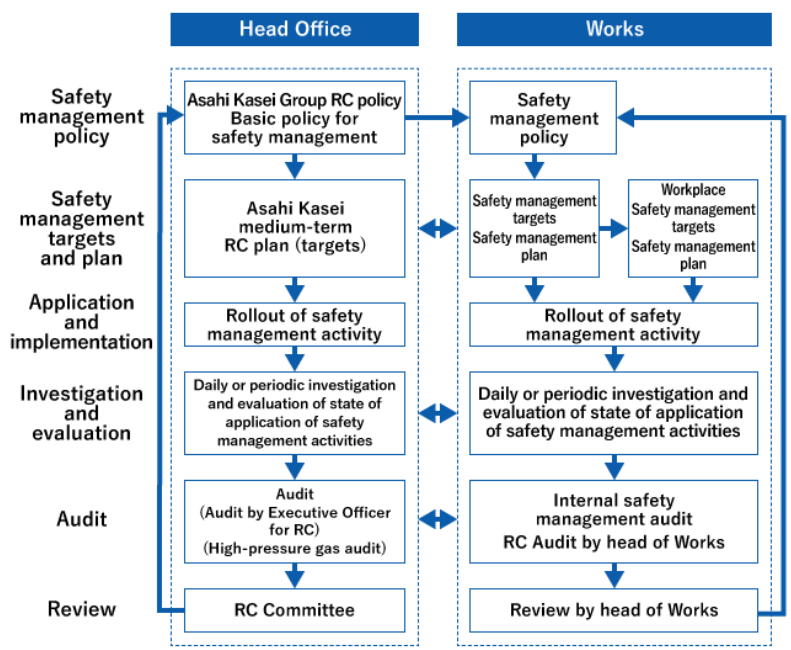 Head Office
Works
Safety
management
policy
Asahi Kasei Group RC policy
Basic policy for
safety management
Safety
management
policy
Safety
management
targets
and plan
Asahi Kasei
medium-term
RC plan (targets)
Safety management
targets
Safety management
plan
Workplace
Safety management
targets
Safety management
plan
Application
and
implementation
Rollout of safety
management activity
Rollout of safety
management activity
Investigation
and
evaluation
Daily or periodic investigation
and evaluation of state of
application of safety
management activities
Daily or periodic investigation and
evaluation of state of application
of safety management activities
Audit
Audit
(Audit by Executive Officer
for RC)
(High-pressure gas audit)
Internal safety
management audit
RC Audit by head of Works
Review
RC Committee
Review by head of Works